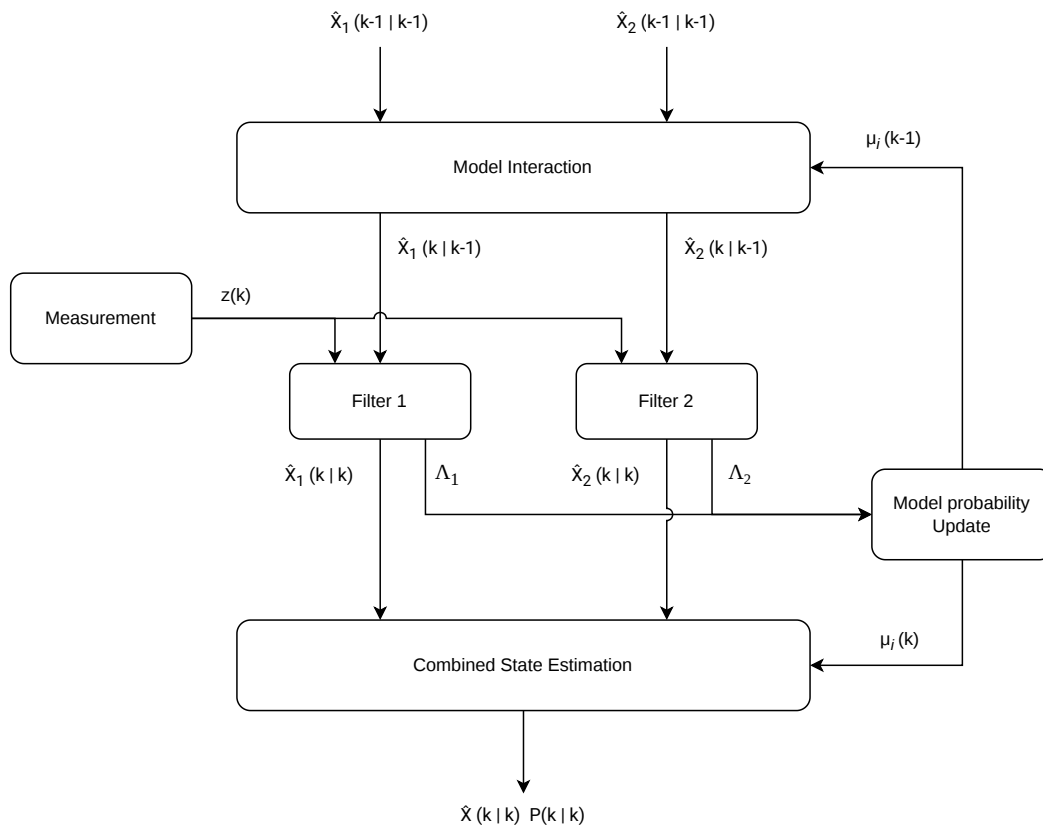 X̂₁ (k-1 | k-1)
X̂₂ (k-1 | k-1)
Model Interaction
μᵢ (k-1)
X̂₁ (k | k-1)
X̂₂ (k | k-1)
Measurement
z(k)
Filter 1
Filter 2
X̂₁ (k | k)
Λ₁
X̂₂ (k | k)
Λ₂
Model probability
Update
Combined State Estimation
μᵢ (k)
X̂ (k | k) P(k | k)